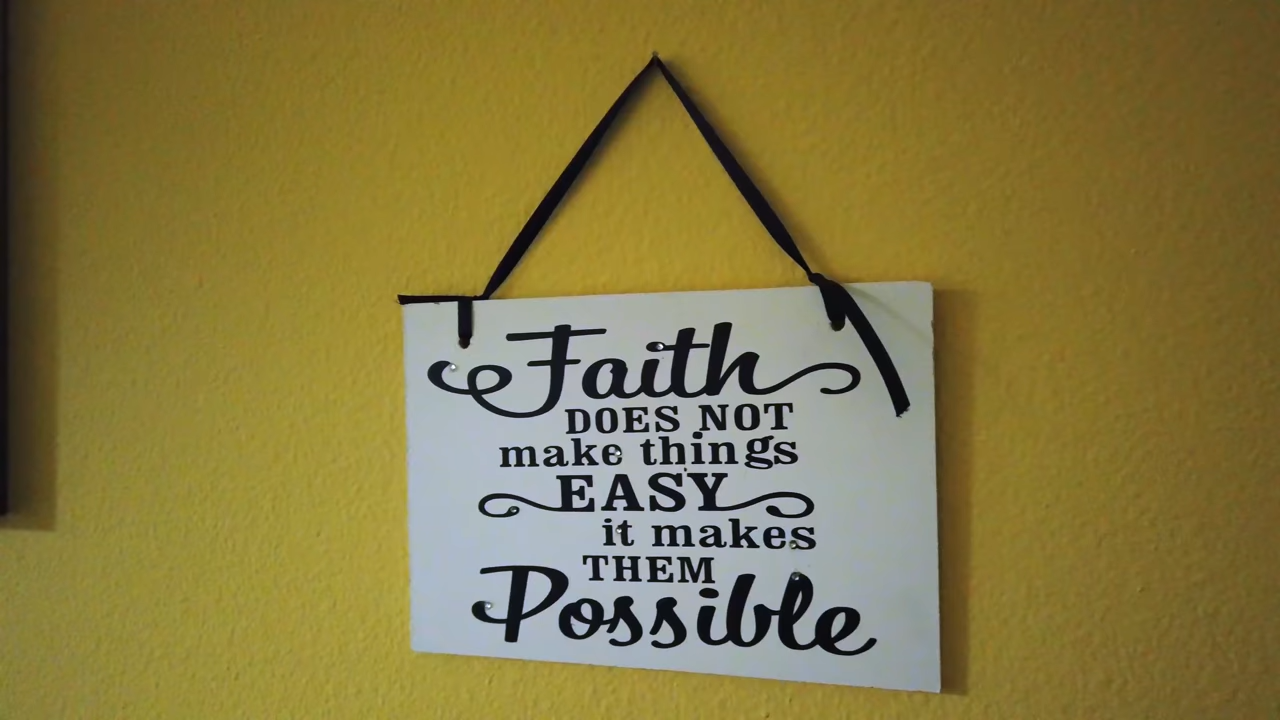 Faith
DOES NOT
make things
EASY
it makes
THEM
Possible